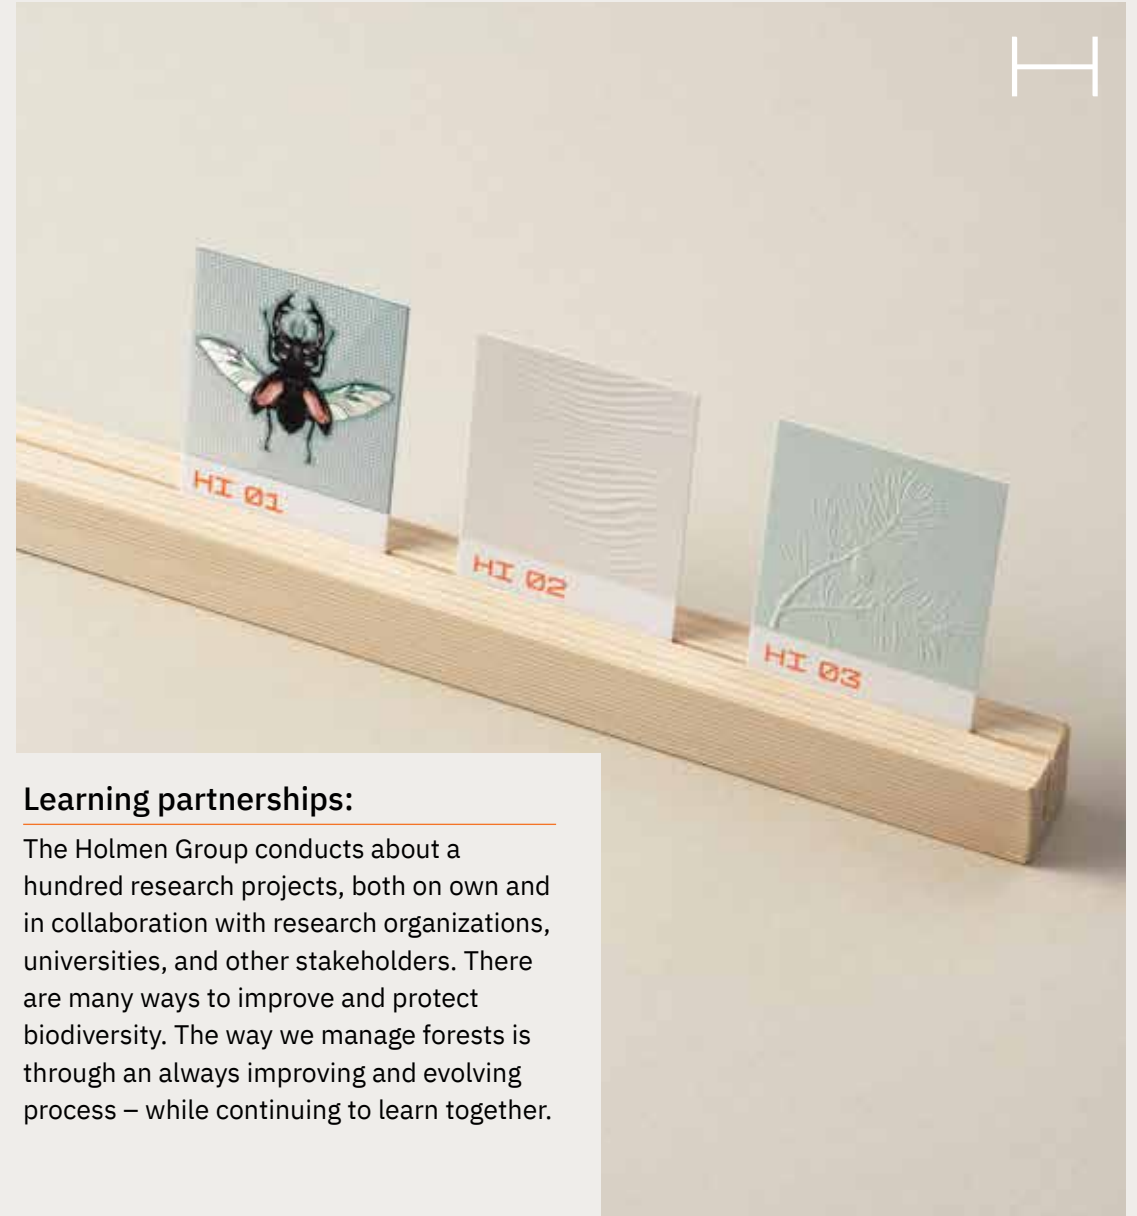 HI 01
HI 02
HI 03
Learning partnerships:
The Holmen Group conducts about a
hundred research projects, both on own and
in collaboration with research organizations,
universities, and other stakeholders. There
are many ways to improve and protect
biodiversity. The way we manage forests is
through an always improving and evolving
process – while continuing to learn together.